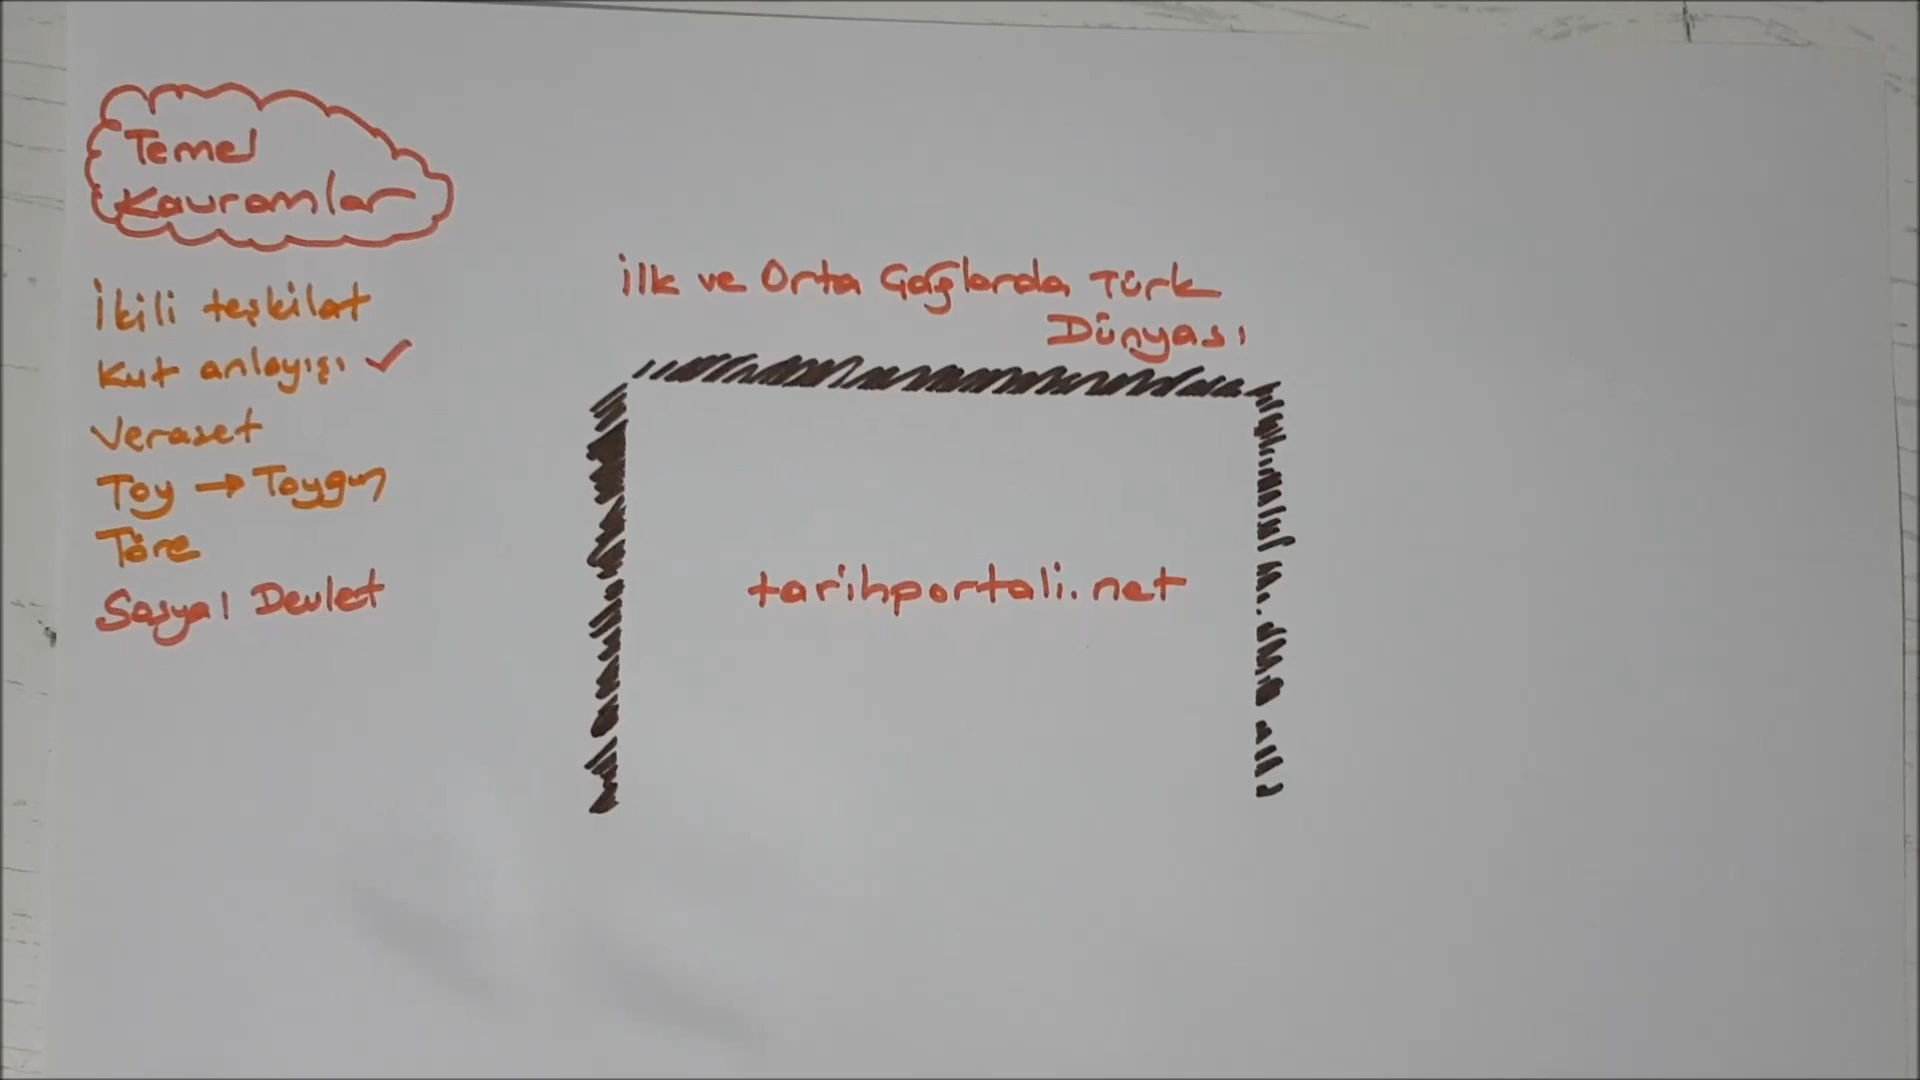 Temel
Kavramlar
İkili teşkilat
Kut anlayışı ✓
Veraset
Toy → Toygun
Töre
Sosyal Devlet
İlk ve Orta Çağlarda Türk
Dünyası
tarihportali.net